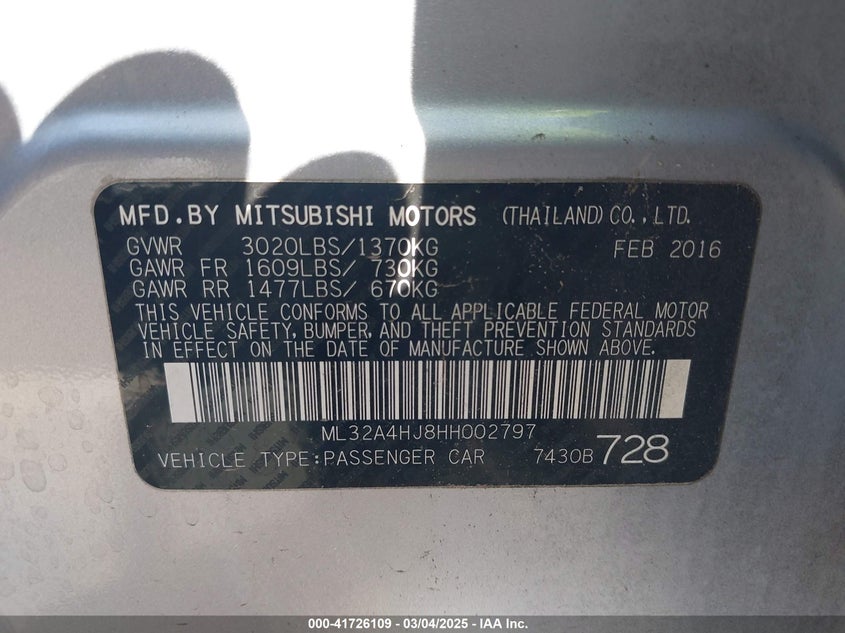 MFD.BY MITSUBISHI MOTORS (THAILAND)CO.,LTD.
GVWR 3020LBS/1370KG FEB 2016
GAWR FR 1609LBS/ 730KG
GAWR RR 1477LBS/ 670KG
THIS VEHICLE CONFORMS TO ALL APPLICABLE FEDERAL MOTOR
VEHICLE SAFETY, BUMPER, AND THEFT PREVENTION STANDARDS
IN EFFECT ON THE DATE OF MANUFACTURE SHOWN ABOVE.
ML32A4HJ8HH002797
VEHICLE TYPE:PASSENGER CAR 7430B 728
000-41726109 — 03/04/2025 — IAA Inc.